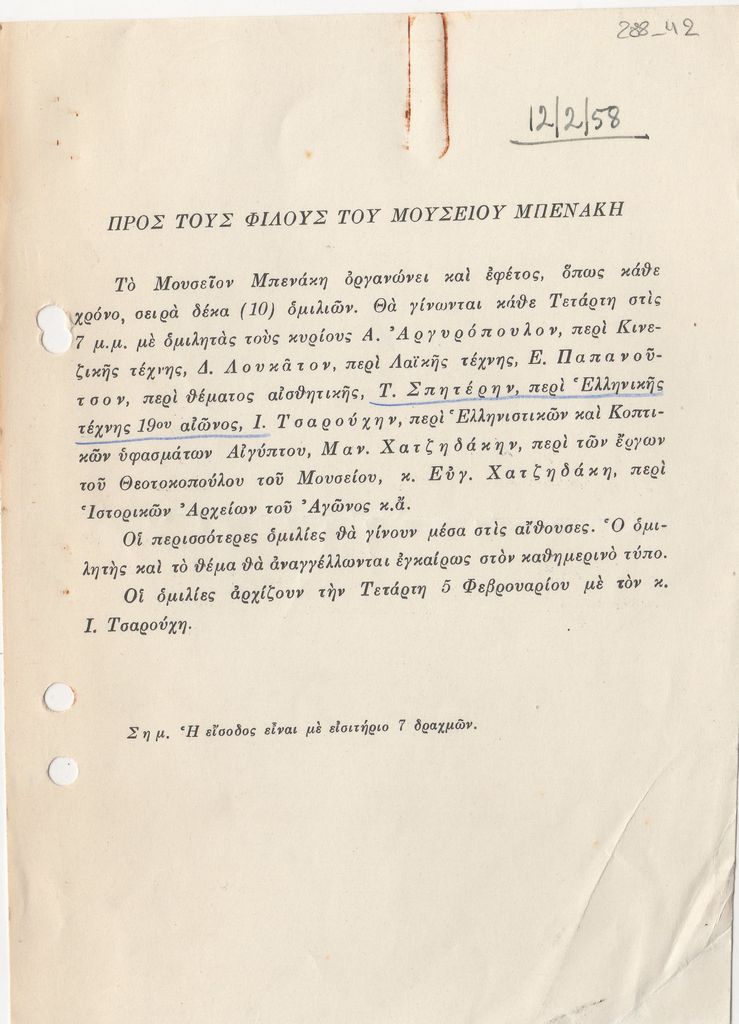 288-42
12/2/58
ΠΡΟΣ ΤΟΥΣ ΦΙΛΟΥΣ ΤΟΥ ΜΟΥΣΕΙΟΥ ΜΠΕΝΑΚΗ
Τὸ Μουσεῖον Μπενάκη ὀργανώνει καὶ ἐφέτος, ὅπως κάθε
χρόνο, σειρὰ δέκα (10) ὁμιλιῶν. Θὰ γίνωνται κάθε Τετάρτη στὶς
7 μ.μ. μὲ ὁμιλητὰς τοὺς κυρίους Α. Ἀργυρόπουλον, περὶ Κινε-
ζικῆς τέχνης, Δ. Λουκᾶτον, περὶ Λαϊκῆς τέχνης, Ε. Παπανοῦ-
τσον, περὶ θέματος αἰσθητικῆς, Τ. Σπητέρην, περὶ Ἑλληνικῆς
τέχνης 19ου αἰῶνος, Ι. Τσαρούχην, περὶ Ἑλληνιστικῶν καὶ Κοπτι-
κῶν ὑφασμάτων Αἰγύπτου, Μαν. Χατζηδάκην, περὶ τῶν ἔργων
τοῦ Θεοτοκοπούλου τοῦ Μουσείου, κ. Εὐγ. Χατζηδάκη, περὶ
Ἱστορικῶν Ἀρχείων τοῦ Ἀγῶνος κ.ἄ.
Οἱ περισσότερες ὁμιλίες θὰ γίνουν μέσα στὶς αἴθουσες. Ὁ ὁμι-
λητὴς καὶ τὸ θέμα θὰ ἀναγγέλλωνται ἐγκαίρως στὸν καθημερινὸ τύπο.
Οἱ ὁμιλίες ἀρχίζουν τὴν Τετάρτη 5 Φεβρουαρίου μὲ τὸν κ.
Ι. Τσαρούχη.
Σημ. Ἡ εἴσοδος εἶναι μὲ εἰσιτήριο 7 δραχμῶν.